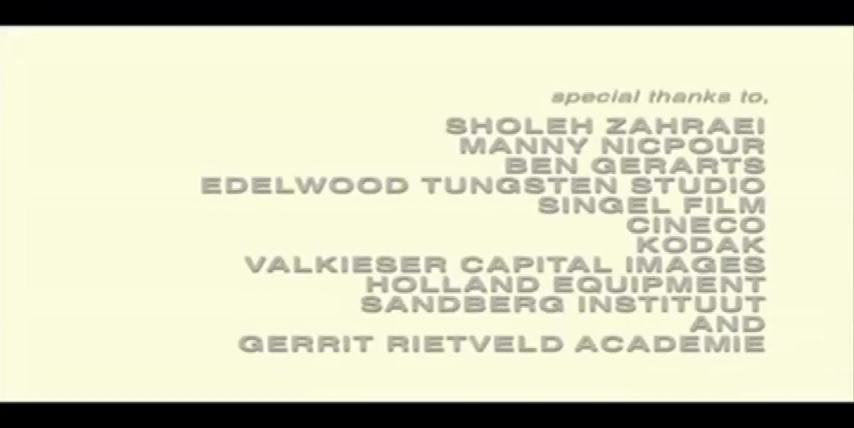 special thanks to,
SHOLEH ZAHRAEI
MANNY NICPOUR
BEN GERARTS
EDELWOOD TUNGSTEN STUDIO
SINGEL FILM
CINECO
KODAK
VALKIESER CAPITAL IMAGES
HOLLAND EQUIPMENT
SANDBERG INSTITUUT
AND
GERRIT RIETVELD ACADEMIE